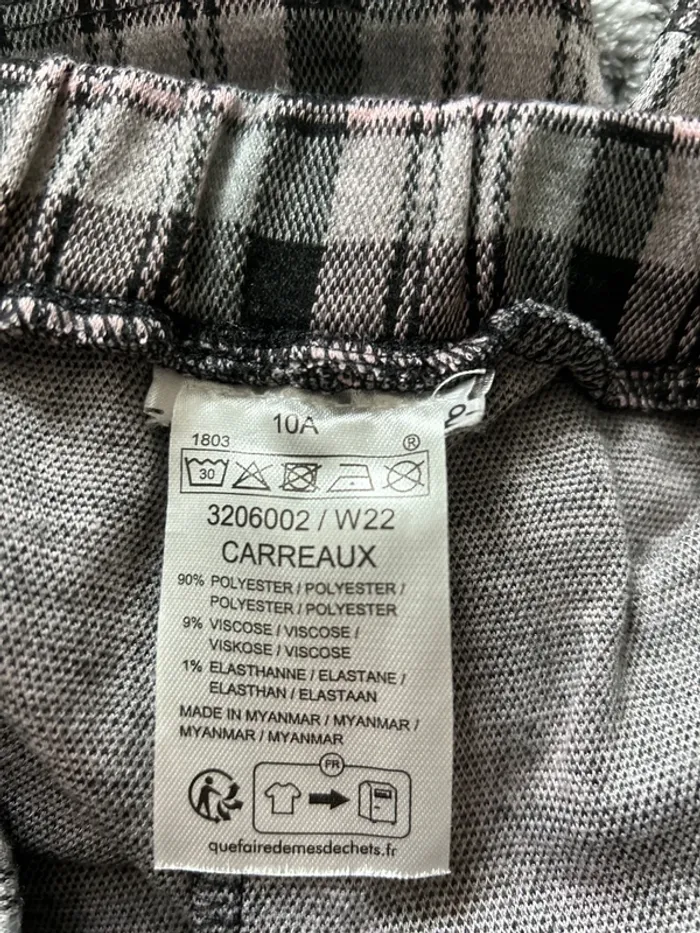 10A
1803
®
30
3206002 / W22
CARREAUX
90% POLYESTER / POLYESTER /
POLYESTER / POLYESTER
9% VISCOSE / VISCOSE /
VISKOSE / VISCOSE
1% ELASTHANNE / ELASTANE /
ELASTHAN / ELASTAAN
MADE IN MYANMAR / MYANMAR /
MYANMAR / MYANMAR
FR
quefairedemesdechets.fr